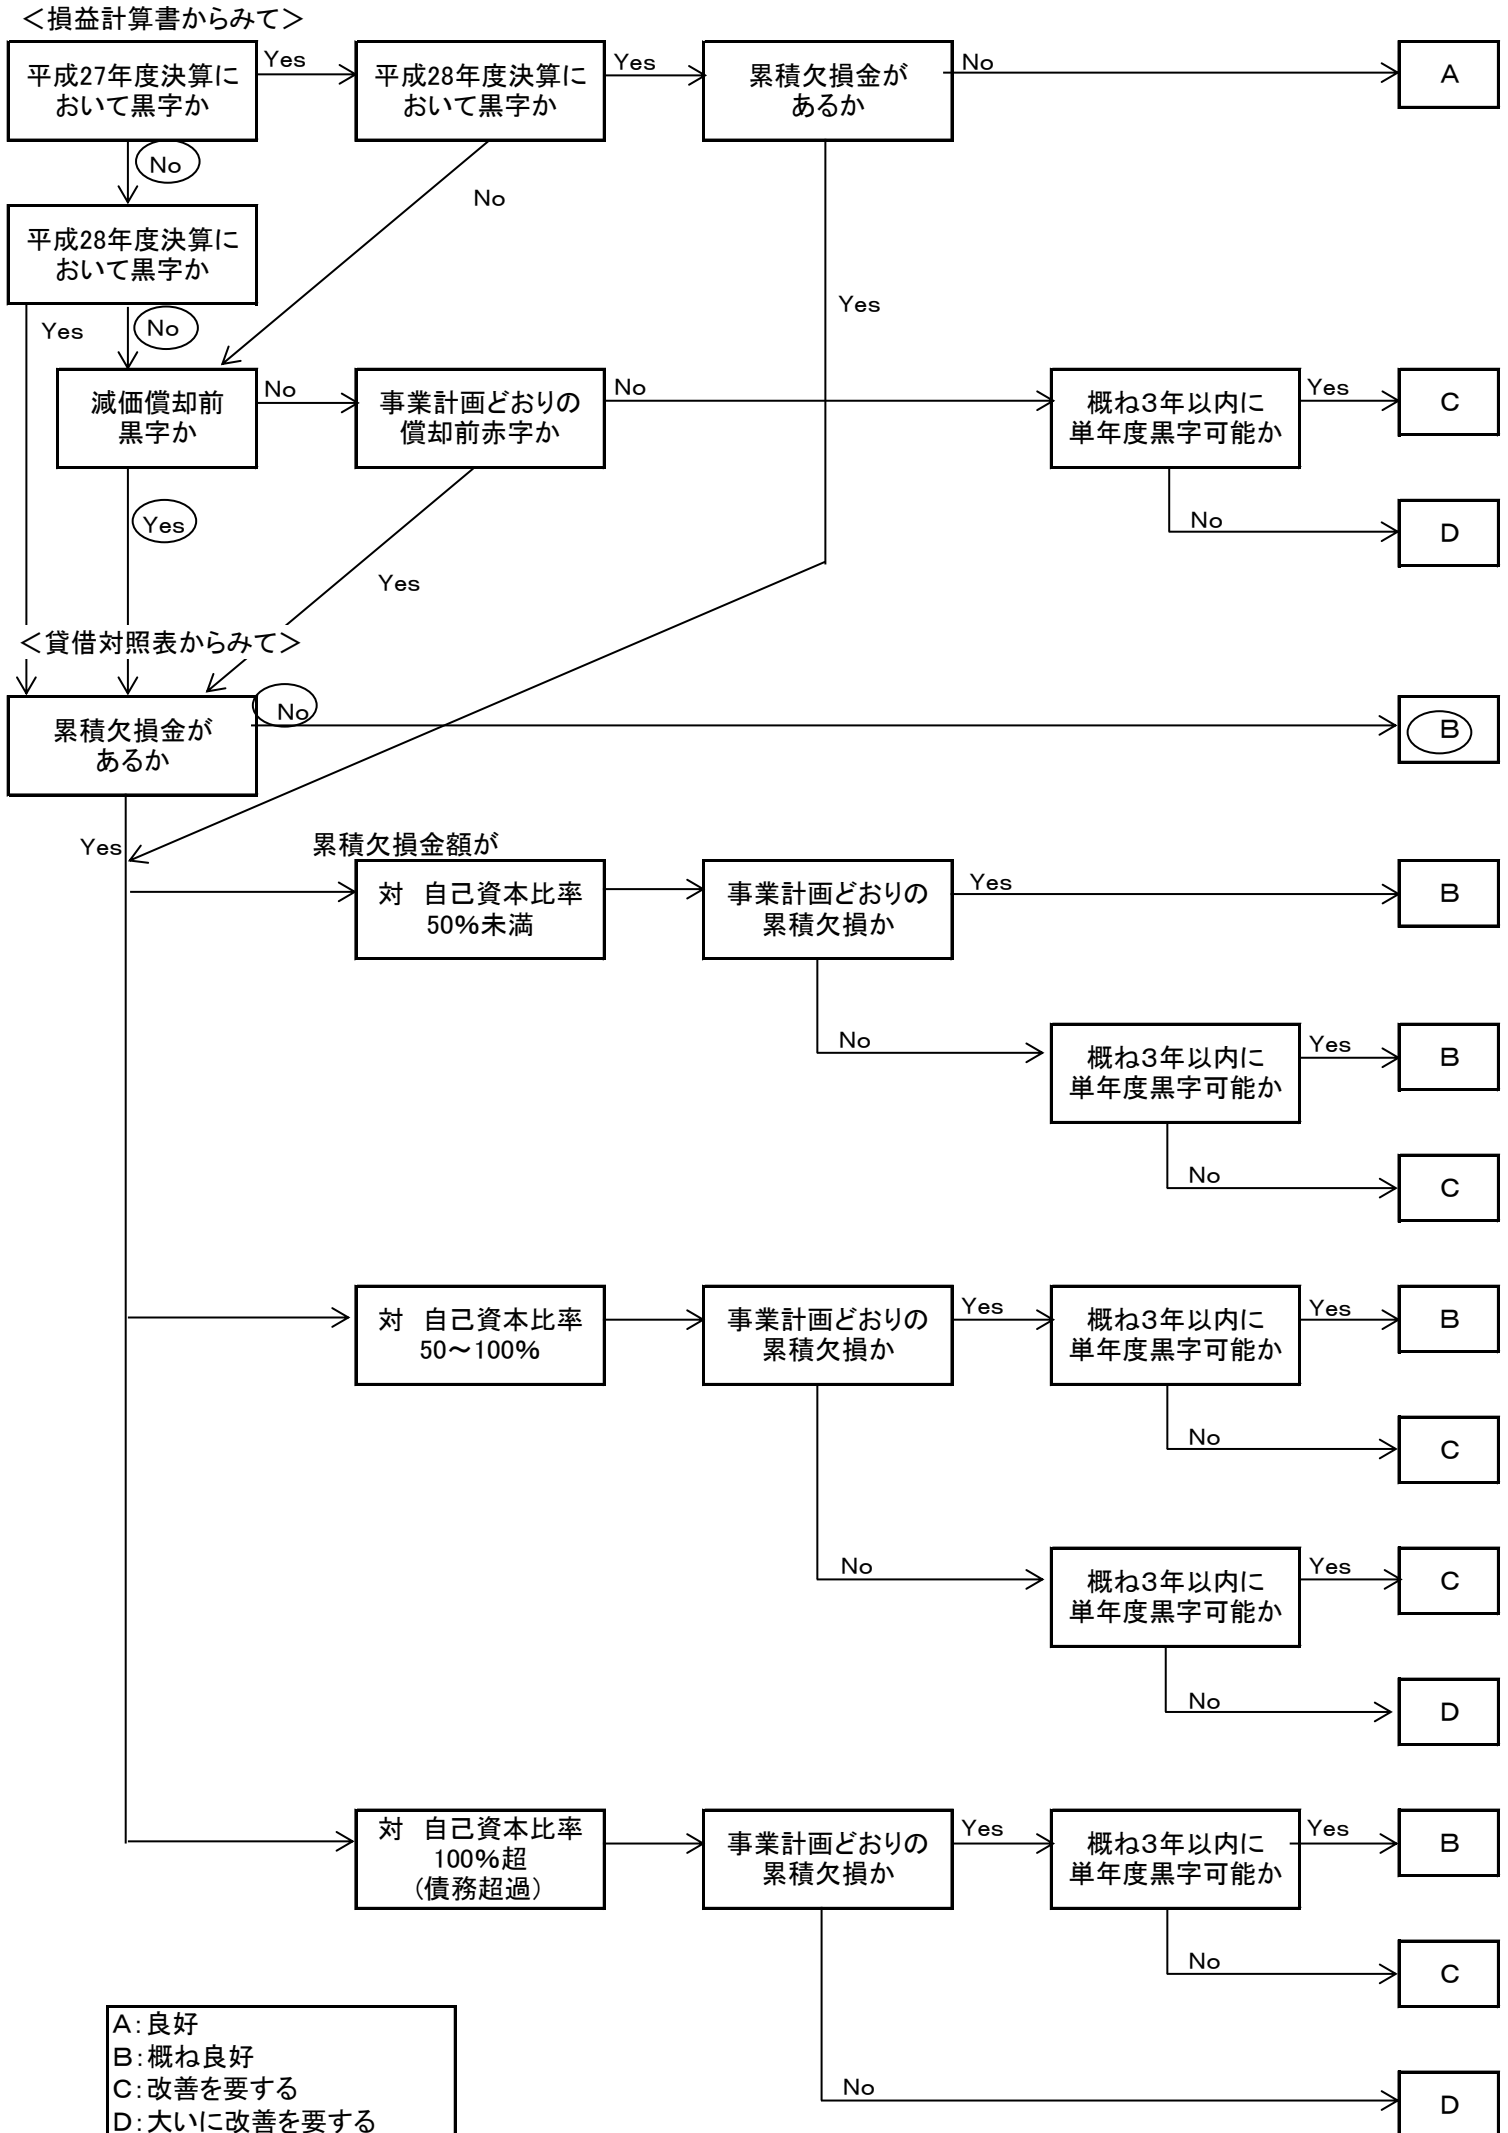 ＜損益計算書からみて＞
平成27年度決算に
おいて黒字か
Yes
平成28年度決算に
おいて黒字か
Yes
累積欠損金が
あるか
No
A
No
No
平成28年度決算に
おいて黒字か
Yes
Yes
No
減価償却前
黒字か
No
事業計画どおりの
償却前赤字か
No
概ね3年以内に
単年度黒字可能か
Yes
C
Yes
No
D
Yes
＜貸借対照表からみて＞
累積欠損金が
あるか
No
B
Yes
累積欠損金額が
対　自己資本比率
50%未満
事業計画どおりの
累積欠損か
Yes
B
No
概ね3年以内に
単年度黒字可能か
Yes
B
No
C
対　自己資本比率
50～100%
事業計画どおりの
累積欠損か
Yes
概ね3年以内に
単年度黒字可能か
Yes
B
No
C
No
概ね3年以内に
単年度黒字可能か
Yes
C
No
D
対　自己資本比率
100%超
（債務超過）
事業計画どおりの
累積欠損か
Yes
概ね3年以内に
単年度黒字可能か
Yes
B
No
C
No
D
A：良好
B：概ね良好
C：改善を要する
D：大いに改善を要する